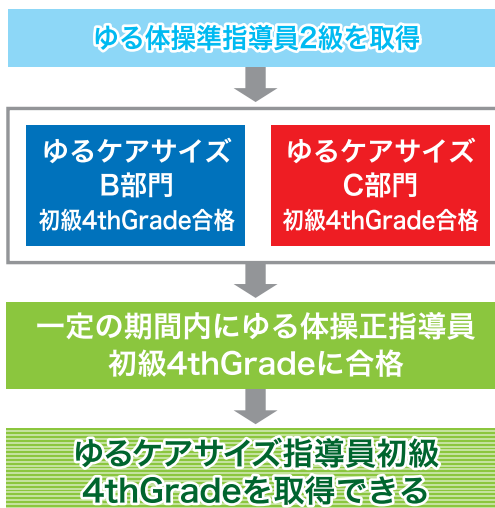 ゆる体操準指導員2級を取得
ゆるケアサイズ
B部門
初級4thGrade合格
ゆるケアサイズ
C部門
初級4thGrade合格
一定の期間内にゆる体操正指導員
初級4thGradeに合格
ゆるケアサイズ指導員初級
4thGradeを取得できる